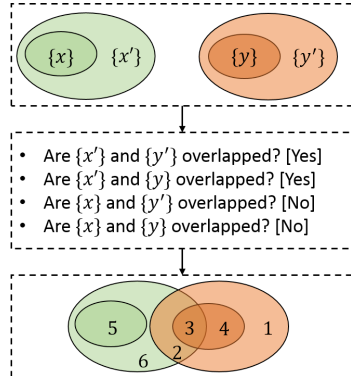 {x} {x′} {y} {y′}
• Are {x′} and {y′} overlapped? [Yes]
• Are {x′} and {y} overlapped? [Yes]
• Are {x} and {y′} overlapped? [No]
• Are {x} and {y} overlapped? [No]
5 3 4 1
6 2